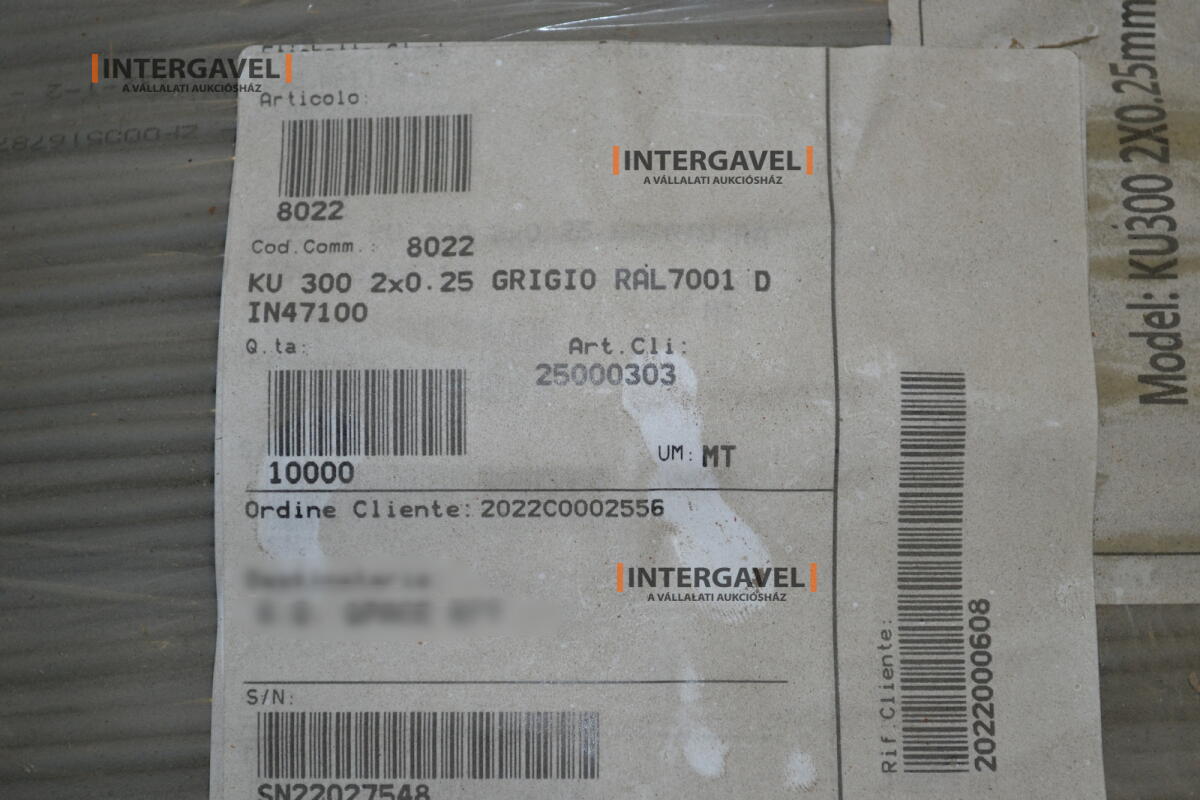 INTERGAVEL
A VÁLLALATI AUKCIÓSHÁZ
Articolo:
8022
INTERGAVEL
A VÁLLALATI AUKCIÓSHÁZ
Cod.Comm.: 8022
KU 300 2x0.25 GRIGIO RAL7001 D
IN47100
Q.ta:
Art.Cli:
25000303
10000
UM: MT
Ordine Cliente: 2022C0002556
INTERGAVEL
A VÁLLALATI AUKCIÓSHÁZ
S/N:
SN22027548
Rif.Cliente:
2022000608
Model: KU300 2X0.25mm